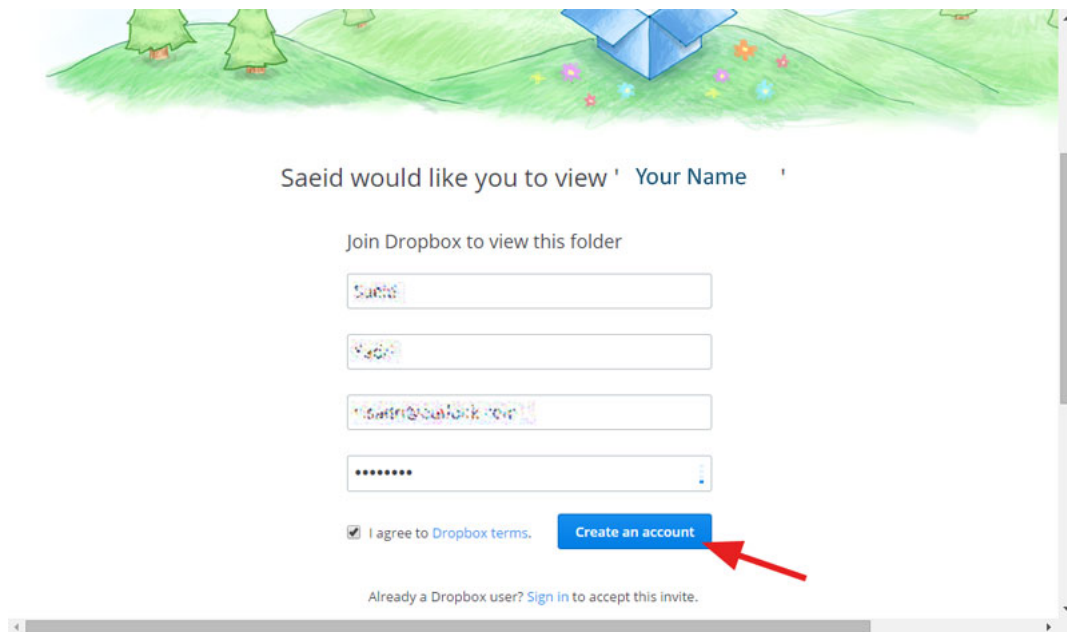 Saeid would like you to view ' Your Name '
Join Dropbox to view this folder
••••••••
I agree to Dropbox terms.
Create an account
Already a Dropbox user? Sign in to accept this invite.